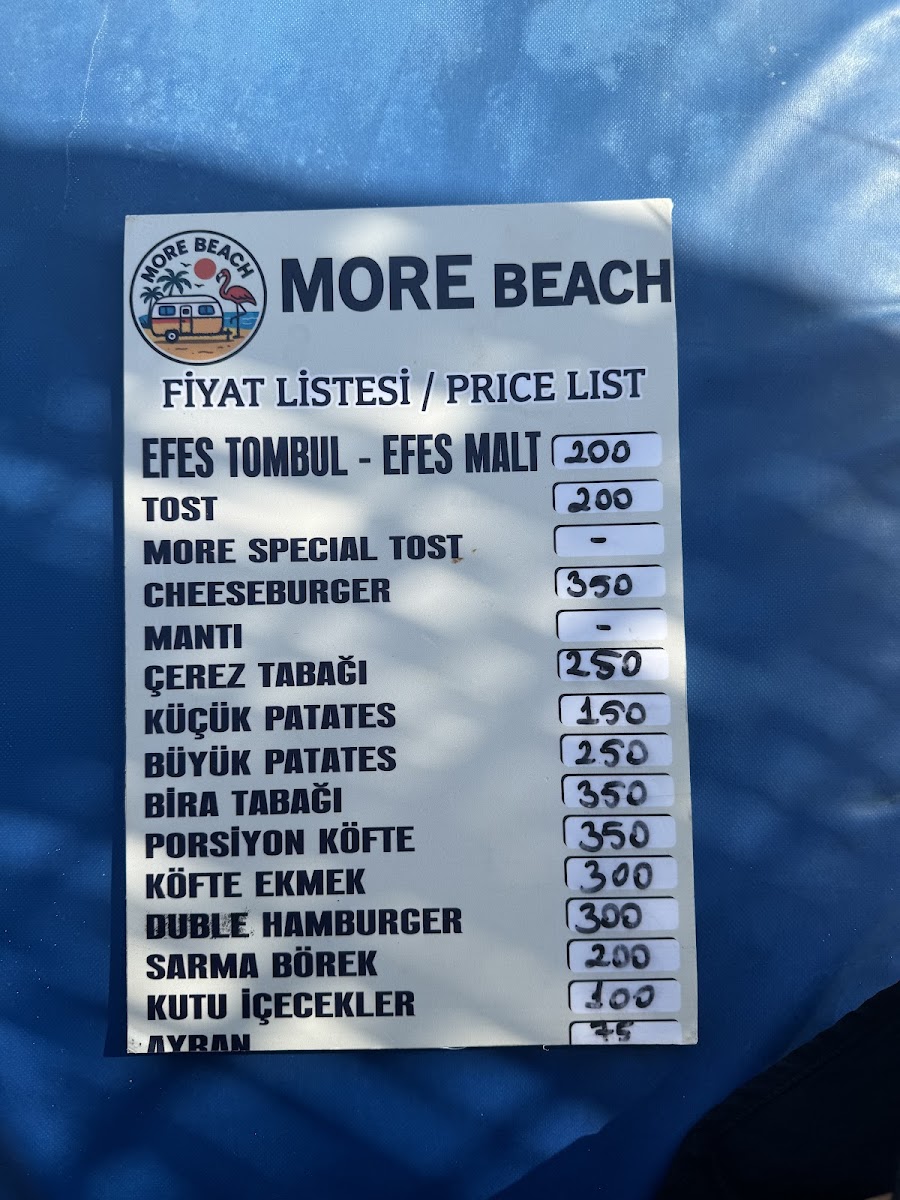 MORE BEACH
MORE BEACH
FİYAT LİSTESİ / PRICE LIST
EFES TOMBUL - EFES MALT 200
TOST 200
MORE SPECIAL TOST -
CHEESEBURGER 350
MANTI -
ÇEREZ TABAĞI 250
KÜÇÜK PATATES 150
BÜYÜK PATATES 250
BİRA TABAĞI 350
PORSİYON KÖFTE 350
KÖFTE EKMEK 300
DUBLE HAMBURGER 300
SARMA BÖREK 200
KUTU İÇECEKLER 100
AYRAN 75